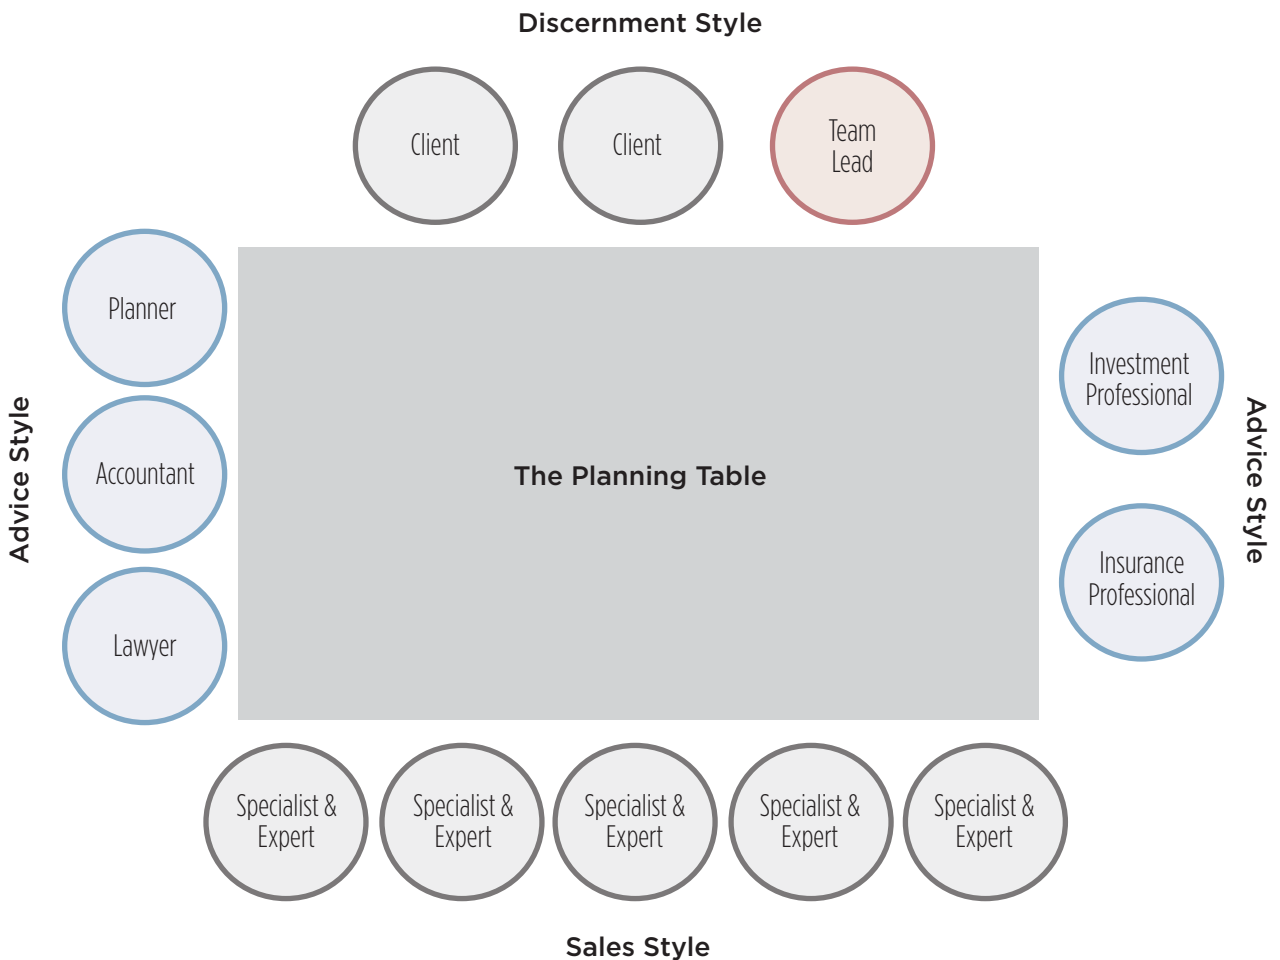 Discernment Style
Client
Client
Team
Lead
Planner
Accountant
Lawyer
Advice Style
The Planning Table
Investment
Professional
Insurance
Professional
Advice Style
Specialist &
Expert
Specialist &
Expert
Specialist &
Expert
Specialist &
Expert
Specialist &
Expert
Sales Style